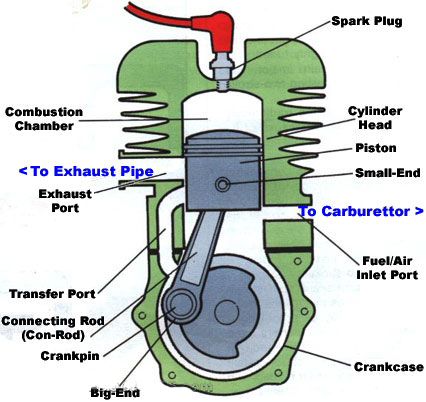 Spark Plug
Combustion
Chamber
Cylinder
Head
Piston
< To Exhaust Pipe
Small-End
Exhaust
Port
To Carburettor >
Fuel/Air
Inlet Port
Transfer Port
Connecting Rod
(Con-Rod)
Crankpin
Crankcase
Big-End